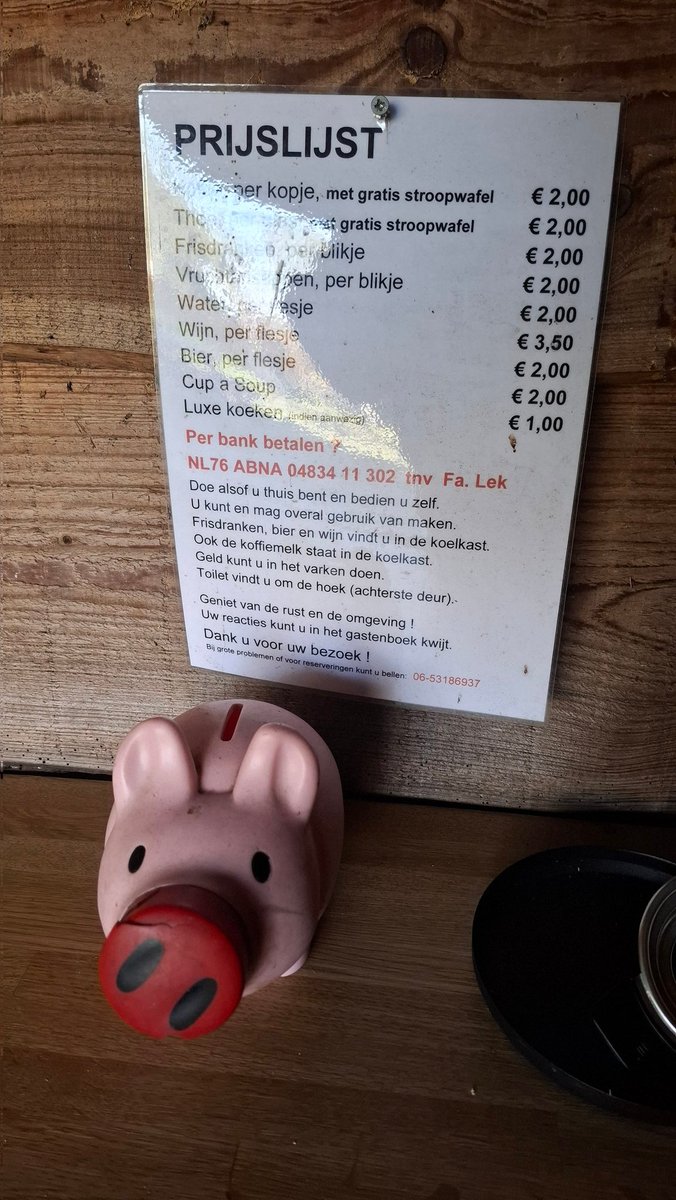 PRIJSLIJST
per kopje, met gratis stroopwafel € 2,00
gratis stroopwafel € 2,00
Frisdranken, per blikje € 2,00
per blikje € 2,00
Water, per flesje € 2,00
Wijn, per flesje € 3,50
Bier, per flesje € 2,00
Cup a Soup € 2,00
Luxe koeken (indien aanwezig) € 1,00
Per bank betalen ?
NL76 ABNA 04834 11 302 tnv Fa. Lek
Doe alsof u thuis bent en bedien u zelf.
U kunt en mag overal gebruik van maken.
Frisdranken, bier en wijn vindt u in de koelkast.
Ook de koffiemelk staat in de koelkast.
Geld kunt u in het varken doen.
Toilet vindt u om de hoek (achterste deur).
Geniet van de rust en de omgeving !
Uw reacties kunt u in het gastenboek kwijt.
Dank u voor uw bezoek !
Bij grote problemen of voor reserveringen kunt u bellen: 06-53186937